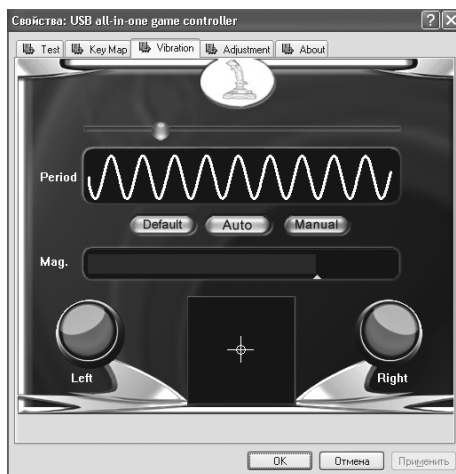 Свойства: USB all-in-one game controller
Test Key Map Vibration Adjustment About
Period
Default Auto Manual
Mag.
Left Right
OK Отмена Применить